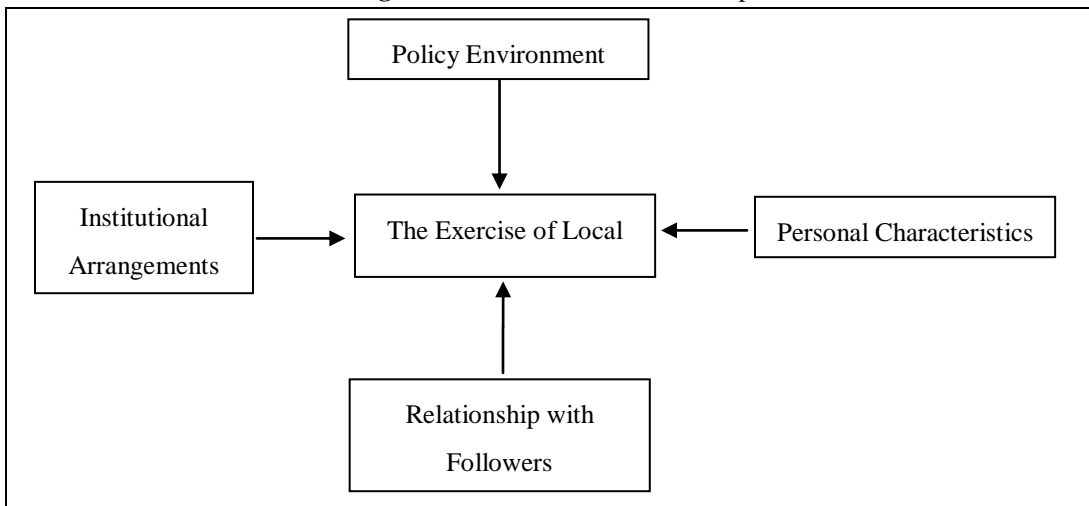 Policy Environment
Institutional
Arrangements
The Exercise of Local
Personal Characteristics
Relationship with
Followers